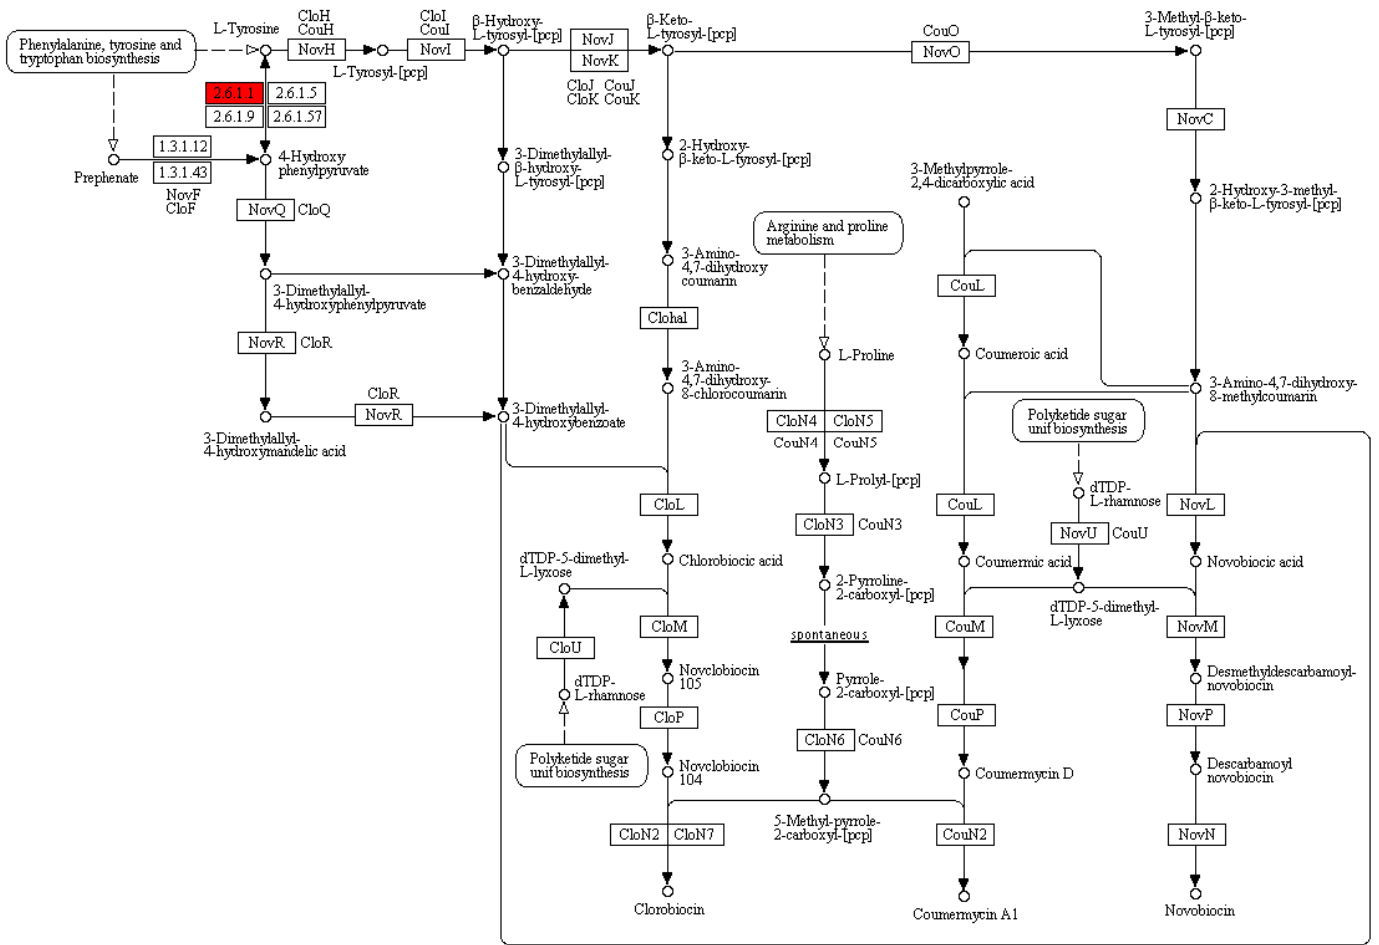 Phenylalanine, tyrosine and
tryptophan biosynthesis
L-Tyrosine
CloH
CouH
NovH
L-Tyrosyl-[pcp]
CloI
CouI
NovI
β-Hydroxy-
L-tyrosyl-[pcp]
NovJ
NovK
CloJ CouJ
CloK CouK
β-Keto-
L-tyrosyl-[pcp]
CouO
NovO
3-Methyl-β-keto-
L-tyrosyl-[pcp]
2.6.1.1
2.6.1.5
2.6.1.9
2.6.1.57
Prephenate
1.3.1.12
1.3.1.43
NovF
CloF
4-Hydroxy
phenylpyruvate
3-Dimethylallyl-
β-hydroxy-
L-tyrosyl-[pcp]
2-Hydroxy-
β-keto-L-tyrosyl-[pcp]
3-Methylpyrrole-
2,4-dicarboxylic acid
NovC
2-Hydroxy-3-methyl-
β-keto-L-tyrosyl-[pcp]
NovQ
CloQ
Arginine and proline
metabolism
3-Dimethylallyl-
4-hydroxyphenylpyruvate
3-Dimethylallyl-
4-hydroxy-
benzaldehyde
3-Amino-
4,7-dihydroxy
coumarin
CouL
Clohal
NovR
CloR
L-Proline
Coumeroic acid
3-Amino-
4,7-dihydroxy-
8-chlorocoumarin
3-Amino-4,7-dihydroxy-
8-methylcoumarin
CloR
NovR
3-Dimethylallyl-
4-hydroxymandelic acid
3-Dimethylallyl-
4-hydroxybenzoate
CloN4
CloN5
CouN4
CouN5
Polyketide sugar
unif biosynthesis
L-Prolyl-[pcp]
dTDP-
L-rhamnose
CloL
CouL
NovL
CloN3
CouN3
NovU
CouU
dTDP-5-dimethyl-
L-lyxose
Chlorobiocic acid
Coumermic acid
Novobiocic acid
2-Pyrroline-
2-carboxyl-[pcp]
dTDP-5-dimethyl-
L-lyxose
CloM
spontaneous
CouM
NovM
CloU
dTDP-
L-rhamnose
Novclobiocin
105
Pyrrole-
2-carboxyl-[pcp]
Desmethyldescarbamoyl-
novobiocin
CloP
CouP
NovP
CloN6
CouN6
Polyketide sugar
unif biosynthesis
Novclobiocin
104
Coumermycin D
Descarbamoyl
novobiocin
5-Methyl-pyrrole-
2-carboxyl-[pcp]
CloN2
CloN7
CouN2
NovN
Clorobiocin
Coumermycin A1
Novobiocin